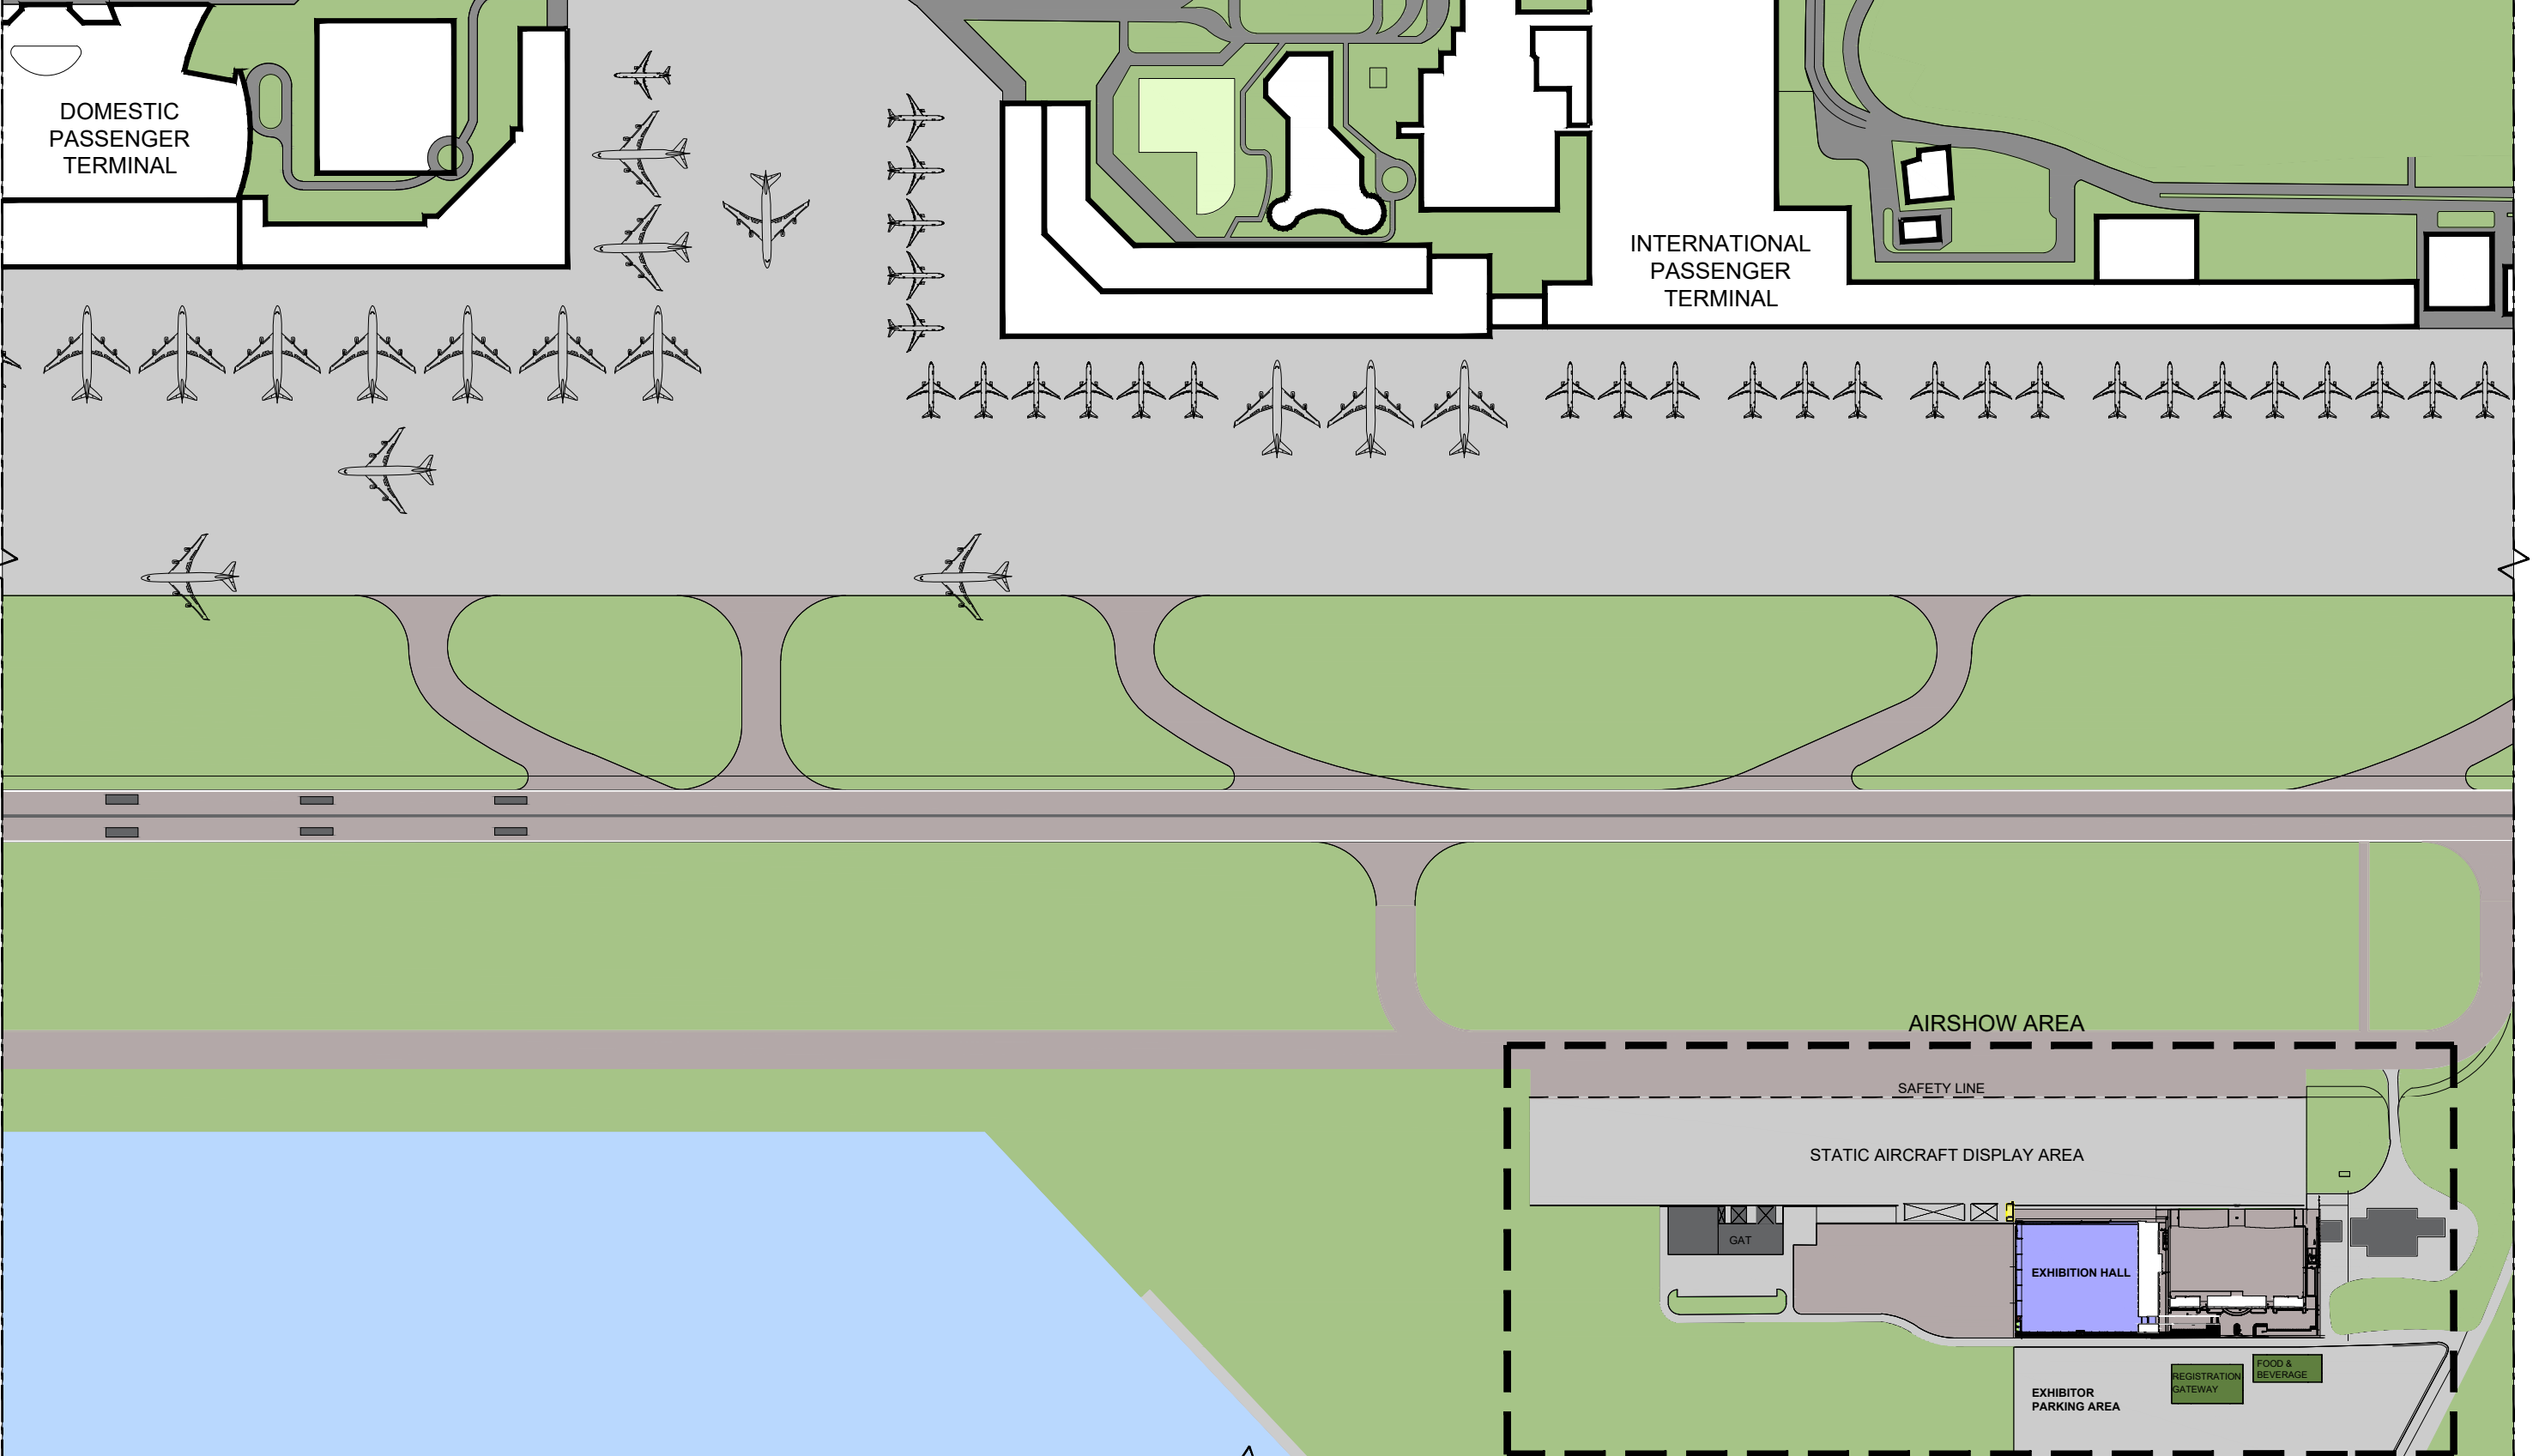 DOMESTIC
PASSENGER
TERMINAL
INTERNATIONAL
PASSENGER
TERMINAL
AIRSHOW AREA
SAFETY LINE
STATIC AIRCRAFT DISPLAY AREA
GAT
EXHIBITION HALL
FOOD &
BEVERAGE
REGISTRATION
GATEWAY
EXHIBITOR
PARKING AREA